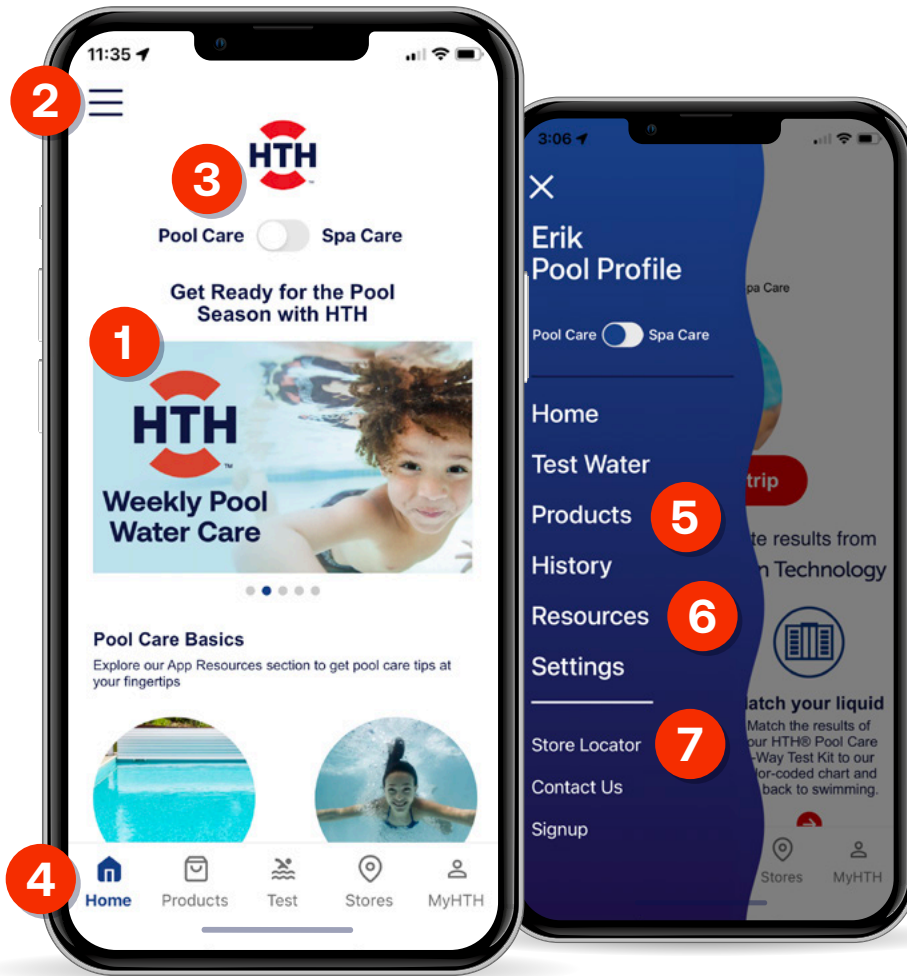 11:35
2
HTH
3
Pool Care
Spa Care
Get Ready for the Pool
Season with HTH
1
HTH
Weekly Pool
Water Care
Pool Care Basics
Explore our App Resources section to get pool care tips at
your fingertips
4
Home
Products
Test
Stores
MyHTH
3:06
Erik
Pool Profile
Pool Care
Spa Care
Home
Test Water
Products
5
History
Resources
6
Settings
Store Locator
7
Contact Us
Signup
pa Care
trip
te results from
n Technology
atch your liquid
Match the results of
our HTH® Pool Care
-Way Test Kit to our
lor-coded chart and
back to swimming.
Stores
MyHTH